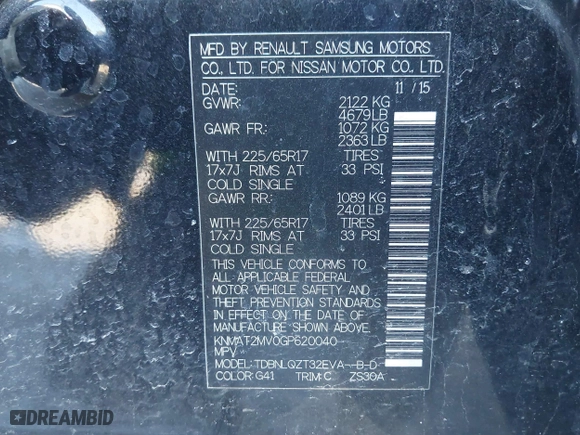 MFD BY RENAULT SAMSUNG MOTORS
CO., LTD. FOR NISSAN MOTOR CO., LTD.
DATE: 11 / 15
GVWR: 2122 KG
4679LB
GAWR FR: 1072 KG
2363 LB
WITH 225/65R17 TIRES
17x7J RIMS AT 33 PSI
COLD SINGLE
GAWR RR: 1089 KG
2401LB
WITH 225/65R17 TIRES
17x7J RIMS AT 33 PSI
COLD SINGLE
THIS VEHICLE CONFORMS TO
ALL APPLICABLE FEDERAL
MOTOR VEHICLE SAFETY AND
THEFT PREVENTION STANDARDS
IN EFFECT ON THE DATE OF
MANUFACTURE SHOWN ABOVE.
KNMAT2MV0GP620040
MPV
MODEL:TDBNLQZT32EVA--B-D-
COLOR:G41 TRIM:C ZS30A
DREAMBID